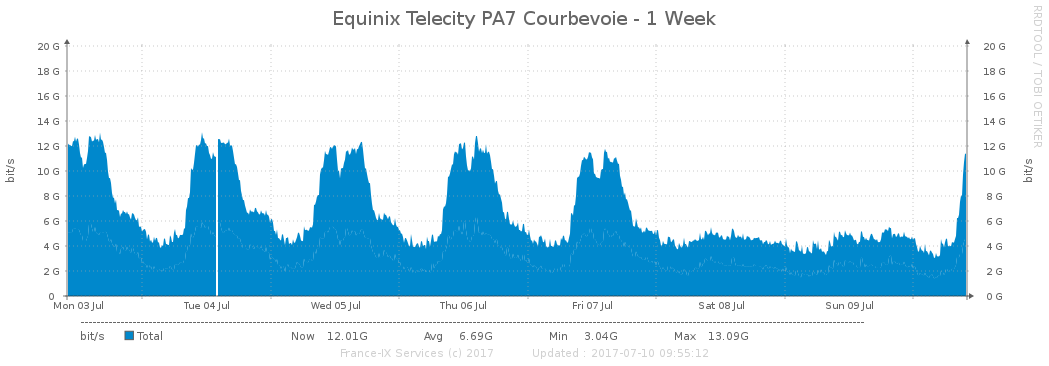 Equinix Telecity PA7 Courbevoie - 1 Week
RRDTOOL / TOBI OETIKER
20 G 20 G
18 G 18 G
16 G 16 G
14 G 14 G
12 G 12 G
10 G 10 G
8 G 8 G
6 G 6 G
4 G 4 G
2 G 2 G
0 0 G
bit/s
bit/s
Mon 03 Jul Tue 04 Jul Wed 05 Jul Thu 06 Jul Fri 07 Jul Sat 08 Jul Sun 09 Jul
bit/s Total Now 12.01G Avg 6.69G Min 3.04G Max 13.09G
France-IX Services (c) 2017 Updated : 2017-07-10 09:55:12